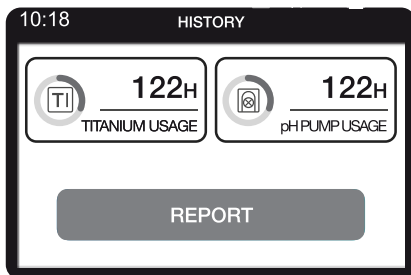 10:18
HISTORY
TI
122H
TITANIUM USAGE
122H
pH PUMP USAGE
REPORT